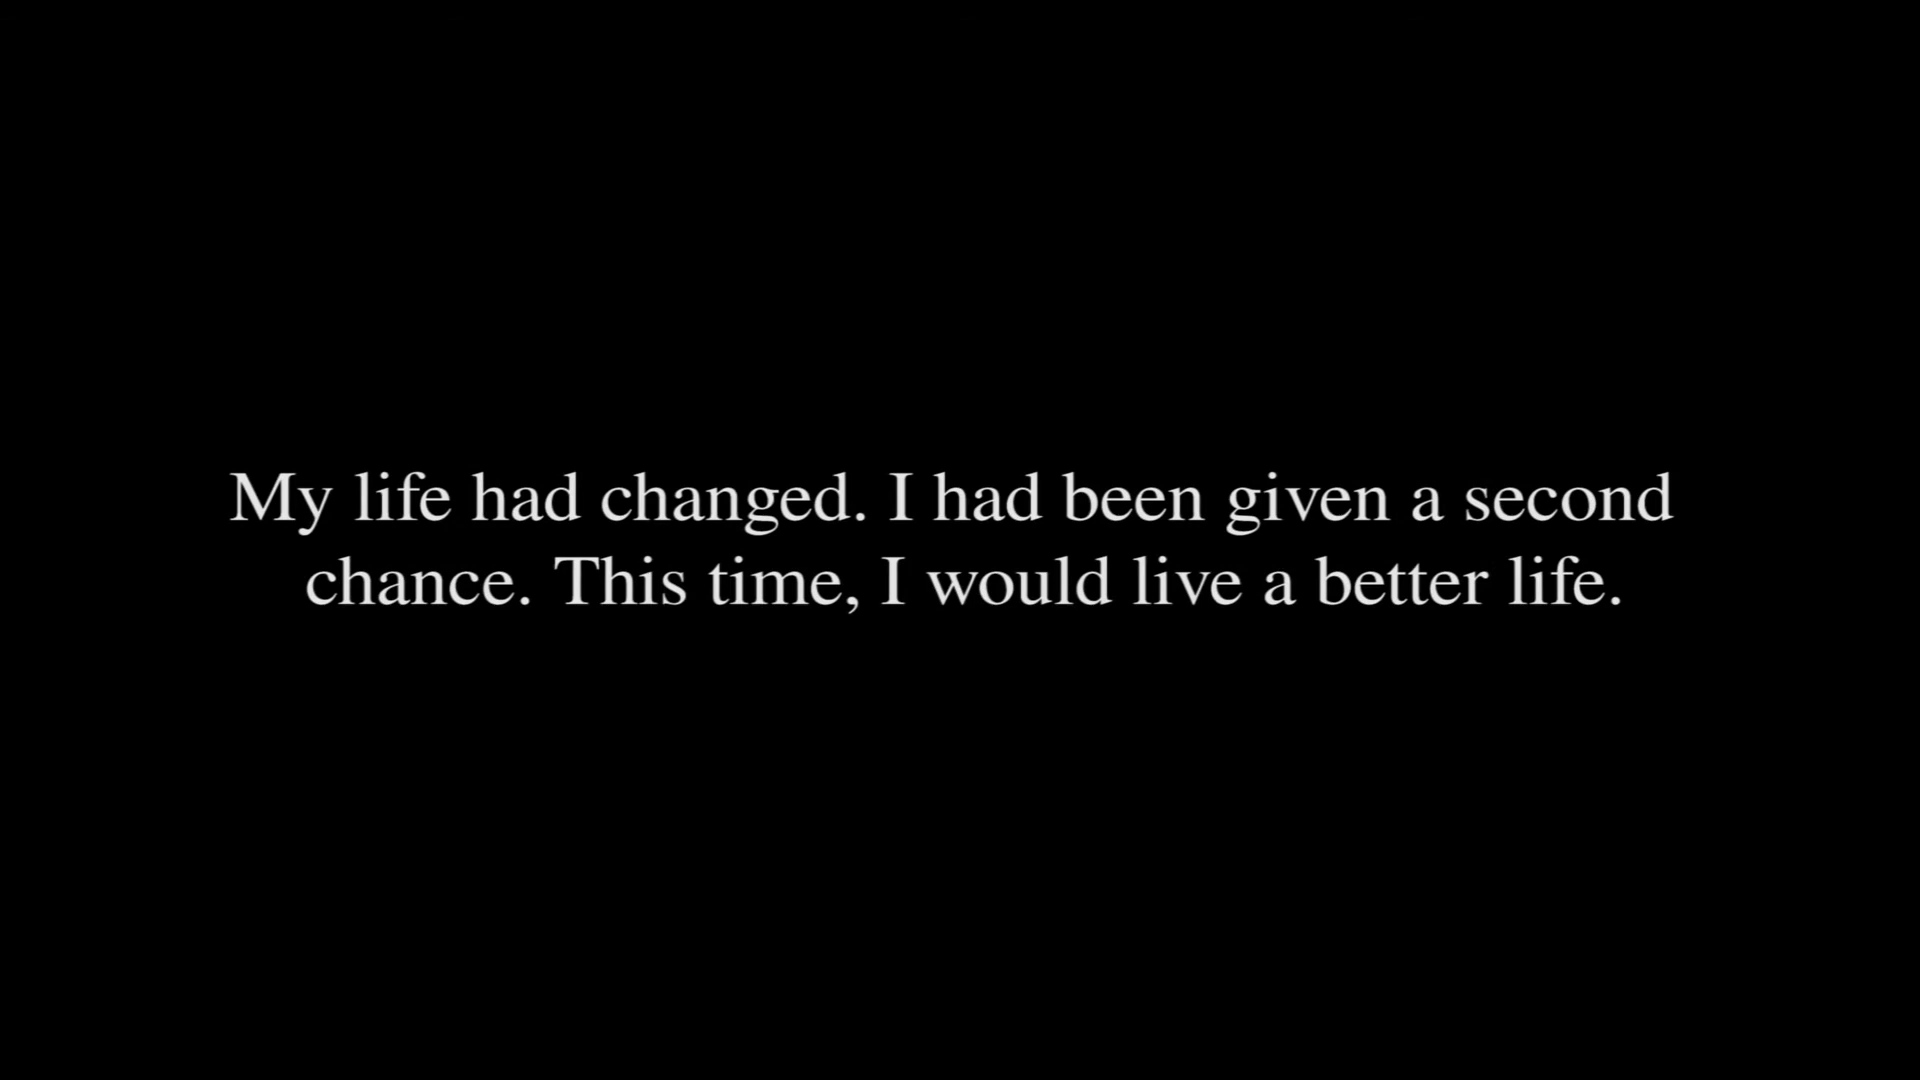 My life had changed. I had been given a second
chance. This time, I would live a better life.